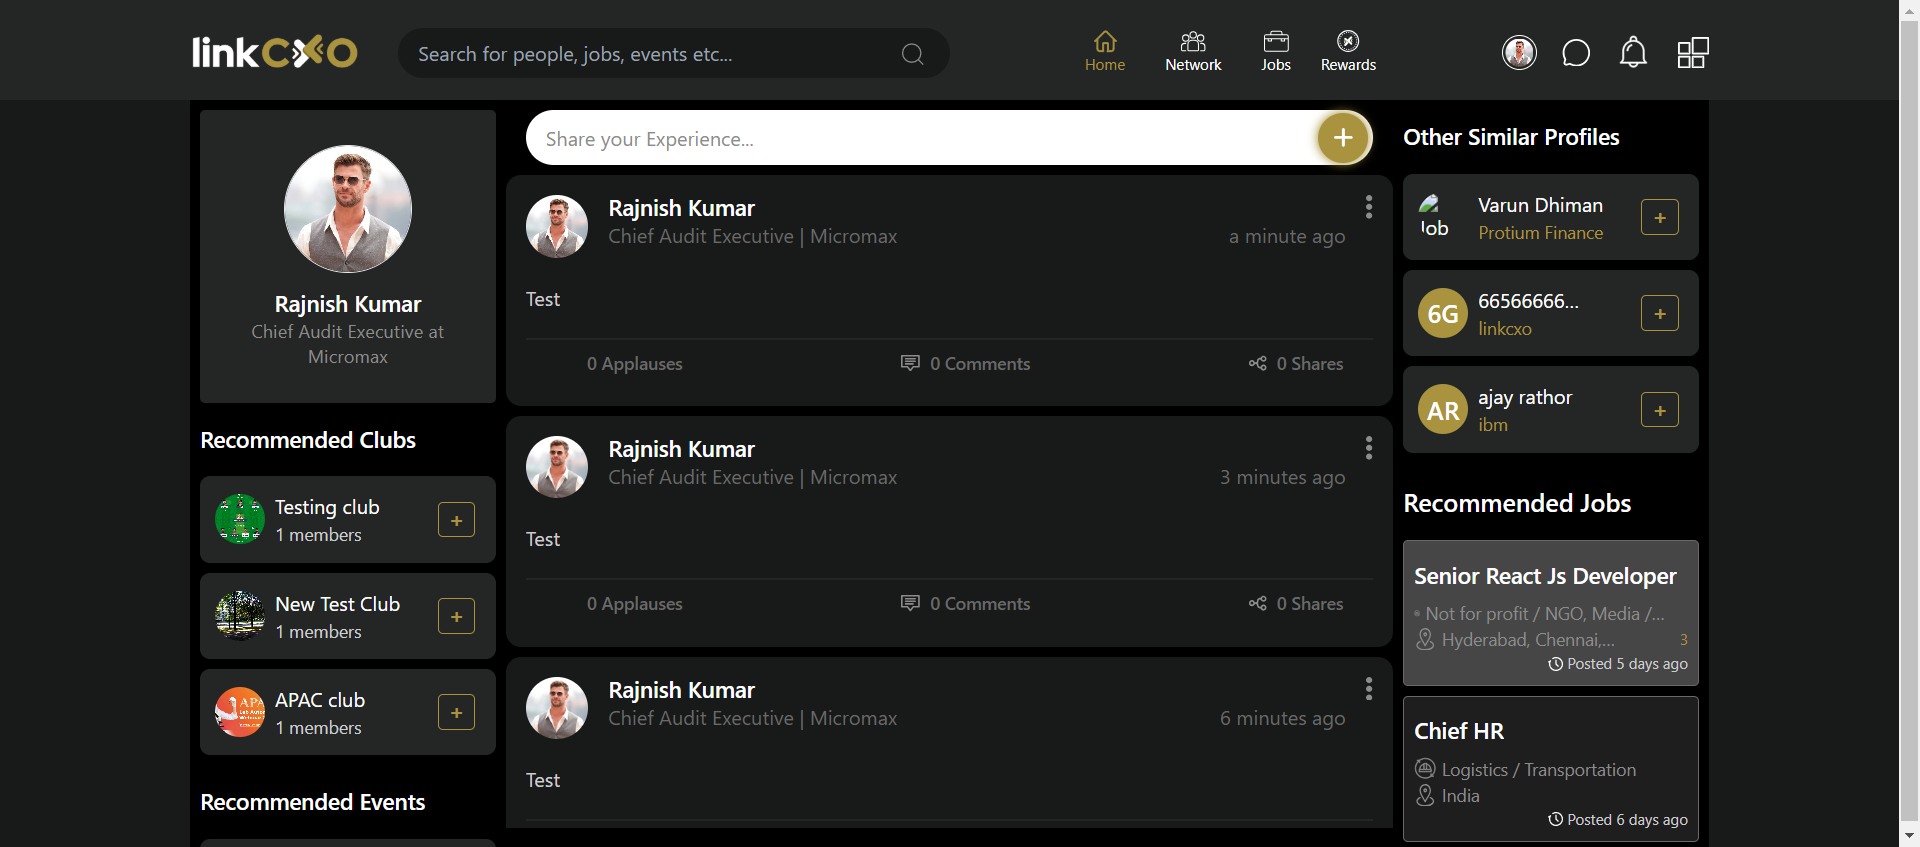 linkcxo
Search for people, jobs, events etc...
Home
Network
Jobs
Rewards
Rajnish Kumar
Chief Audit Executive at
Micromax
Recommended Clubs
Testing club
1 members
New Test Club
1 members
APAC club
1 members
Recommended Events
Share your Experience...
Rajnish Kumar
Chief Audit Executive | Micromax
a minute ago
Test
0 Applauses
0 Comments
0 Shares
Rajnish Kumar
Chief Audit Executive | Micromax
3 minutes ago
Test
0 Applauses
0 Comments
0 Shares
Rajnish Kumar
Chief Audit Executive | Micromax
6 minutes ago
Test
Other Similar Profiles
Varun Dhiman
Protium Finance
6G
66566666...
linkcxo
AR
ajay rathor
ibm
Recommended Jobs
Senior React Js Developer
Not for profit / NGO, Media /...
Hyderabad, Chennai,...
3
Posted 5 days ago
Chief HR
Logistics / Transportation
India
Posted 6 days ago